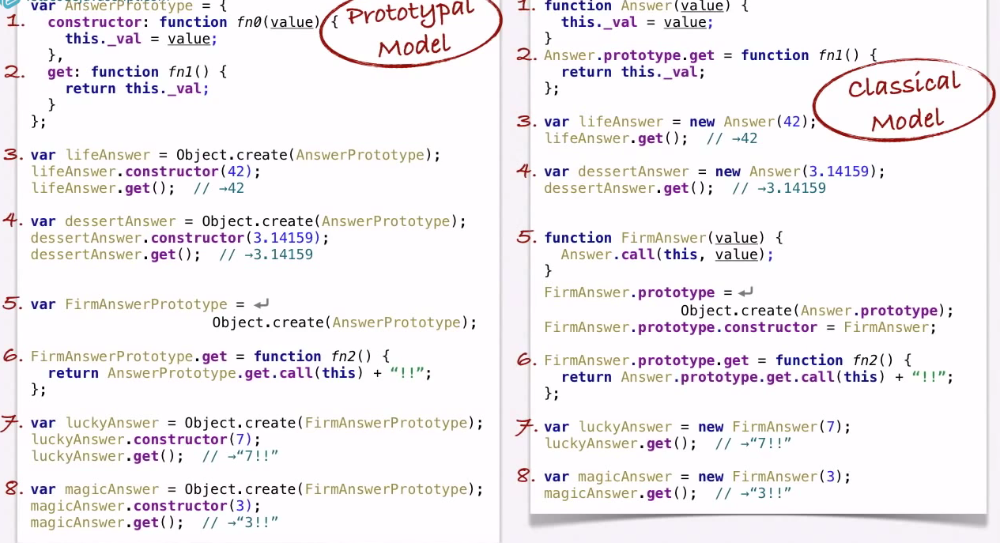 var AnswerPrototype = {
1. constructor: function fn0(value) {
this._val = value;
},
2. get: function fn1() {
return this._val;
}
};
3. var lifeAnswer = Object.create(AnswerPrototype);
lifeAnswer.constructor(42);
lifeAnswer.get(); // →42
4. var dessertAnswer = Object.create(AnswerPrototype);
dessertAnswer.constructor(3.14159);
dessertAnswer.get(); // →3.14159
5. var FirmAnswerPrototype = ↵
Object.create(AnswerPrototype);
6. FirmAnswerPrototype.get = function fn2() {
return AnswerPrototype.get.call(this) + “!!”;
};
7. var luckyAnswer = Object.create(FirmAnswerPrototype);
luckyAnswer.constructor(7);
luckyAnswer.get(); // →“7!!”
8. var magicAnswer = Object.create(FirmAnswerPrototype);
magicAnswer.constructor(3);
magicAnswer.get(); // →“3!!”
Prototypal
Model
1. function Answer(value) {
this._val = value;
}
2. Answer.prototype.get = function fn1() {
return this._val;
};
3. var lifeAnswer = new Answer(42);
lifeAnswer.get(); // →42
4. var dessertAnswer = new Answer(3.14159);
dessertAnswer.get(); // →3.14159
5. function FirmAnswer(value) {
Answer.call(this, value);
}
FirmAnswer.prototype = ↵
Object.create(Answer.prototype);
FirmAnswer.prototype.constructor = FirmAnswer;
6. FirmAnswer.prototype.get = function fn2() {
return Answer.prototype.get.call(this) + “!!”;
};
7. var luckyAnswer = new FirmAnswer(7);
luckyAnswer.get(); // →“7!!”
8. var magicAnswer = new FirmAnswer(3);
magicAnswer.get(); // →“3!!”
Classical
Model